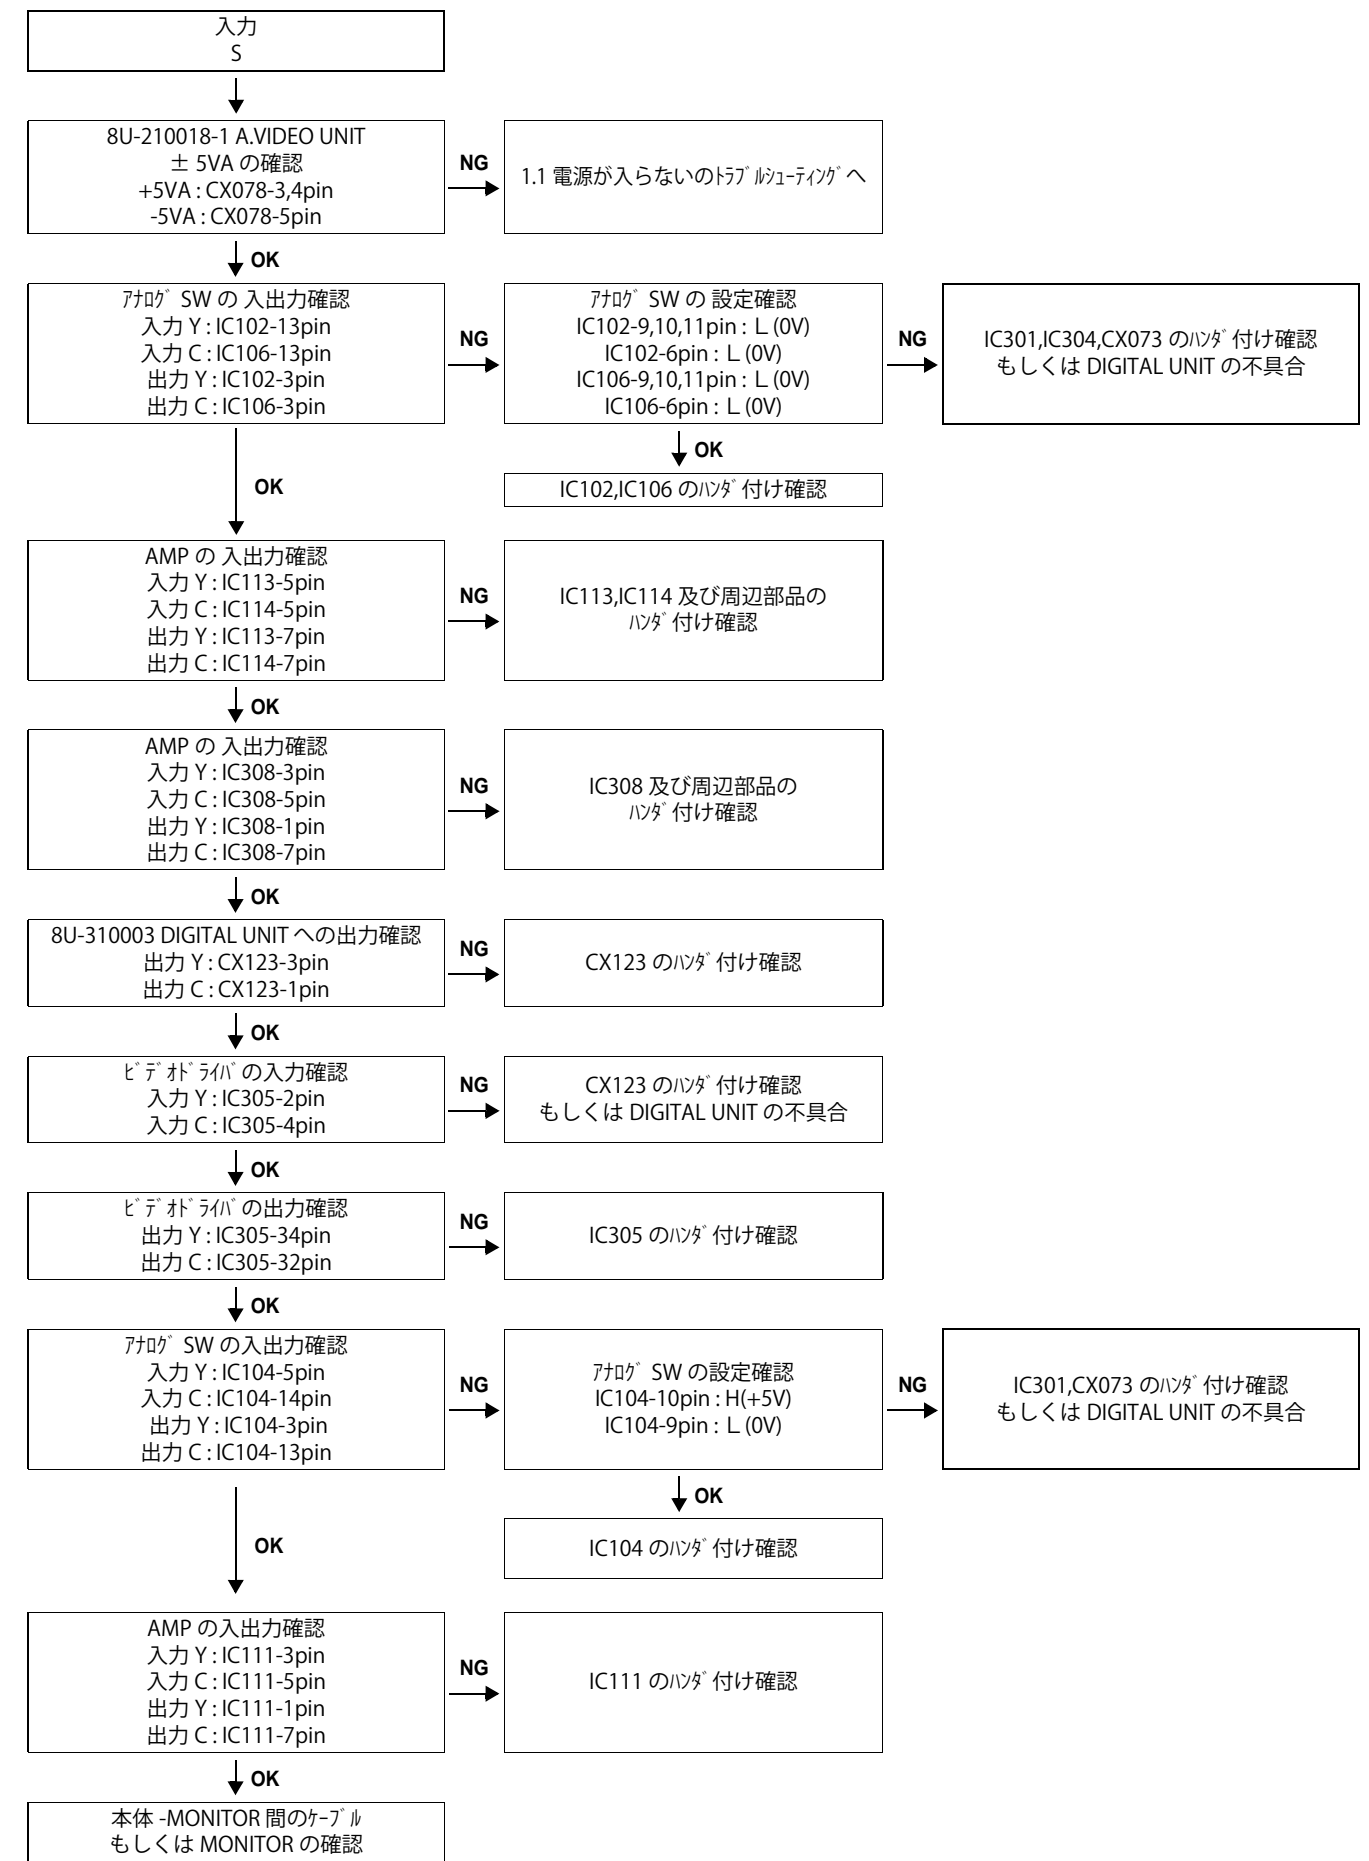 入力
S
8U-210018-1 A.VIDEO UNIT
± 5VA の確認
+5VA : CX078-3,4pin
-5VA : CX078-5pin
NG
1.1 電源が入らないのﾄﾗﾌﾞﾙｼｭｰﾃｨﾝｸﾞへ
OK
ｱﾅﾛｸﾞ SW の 入出力確認
入力 Y : IC102-13pin
入力 C : IC106-13pin
出力 Y : IC102-3pin
出力 C : IC106-3pin
NG
ｱﾅﾛｸﾞ SW の 設定確認
IC102-9,10,11pin : L (0V)
IC102-6pin : L (0V)
IC106-9,10,11pin : L (0V)
IC106-6pin : L (0V)
NG
IC301,IC304,CX073 のﾊﾝﾀﾞ付け確認
もしくは DIGITAL UNIT の不具合
OK
IC102,IC106 のﾊﾝﾀﾞ付け確認
OK
AMP の 入出力確認
入力 Y : IC113-5pin
入力 C : IC114-5pin
出力 Y : IC113-7pin
出力 C : IC114-7pin
NG
IC113,IC114 及び周辺部品の
ﾊﾝﾀﾞ付け確認
OK
AMP の 入出力確認
入力 Y : IC308-3pin
入力 C : IC308-5pin
出力 Y : IC308-1pin
出力 C : IC308-7pin
NG
IC308 及び周辺部品の
ﾊﾝﾀﾞ付け確認
OK
8U-310003 DIGITAL UNIT への出力確認
出力 Y : CX123-3pin
出力 C : CX123-1pin
NG
CX123 のﾊﾝﾀﾞ付け確認
OK
ﾋﾞﾃﾞｵﾄﾞﾗｲﾊﾞの入力確認
入力 Y : IC305-2pin
入力 C : IC305-4pin
NG
CX123 のﾊﾝﾀﾞ付け確認
もしくは DIGITAL UNIT の不具合
OK
ﾋﾞﾃﾞｵﾄﾞﾗｲﾊﾞの出力確認
出力 Y : IC305-34pin
出力 C : IC305-32pin
NG
IC305 のﾊﾝﾀﾞ付け確認
OK
ｱﾅﾛｸﾞ SW の入出力確認
入力 Y : IC104-5pin
入力 C : IC104-14pin
出力 Y : IC104-3pin
出力 C : IC104-13pin
NG
ｱﾅﾛｸﾞ SW の設定確認
IC104-10pin : H(+5V)
IC104-9pin : L (0V)
NG
IC301,CX073 のﾊﾝﾀﾞ付け確認
もしくは DIGITAL UNIT の不具合
OK
IC104 のﾊﾝﾀﾞ付け確認
OK
AMP の入出力確認
入力 Y : IC111-3pin
入力 C : IC111-5pin
出力 Y : IC111-1pin
出力 C : IC111-7pin
NG
IC111 のﾊﾝﾀﾞ付け確認
OK
本体 -MONITOR 間のｹｰﾌﾞﾙ
もしくは MONITOR の確認